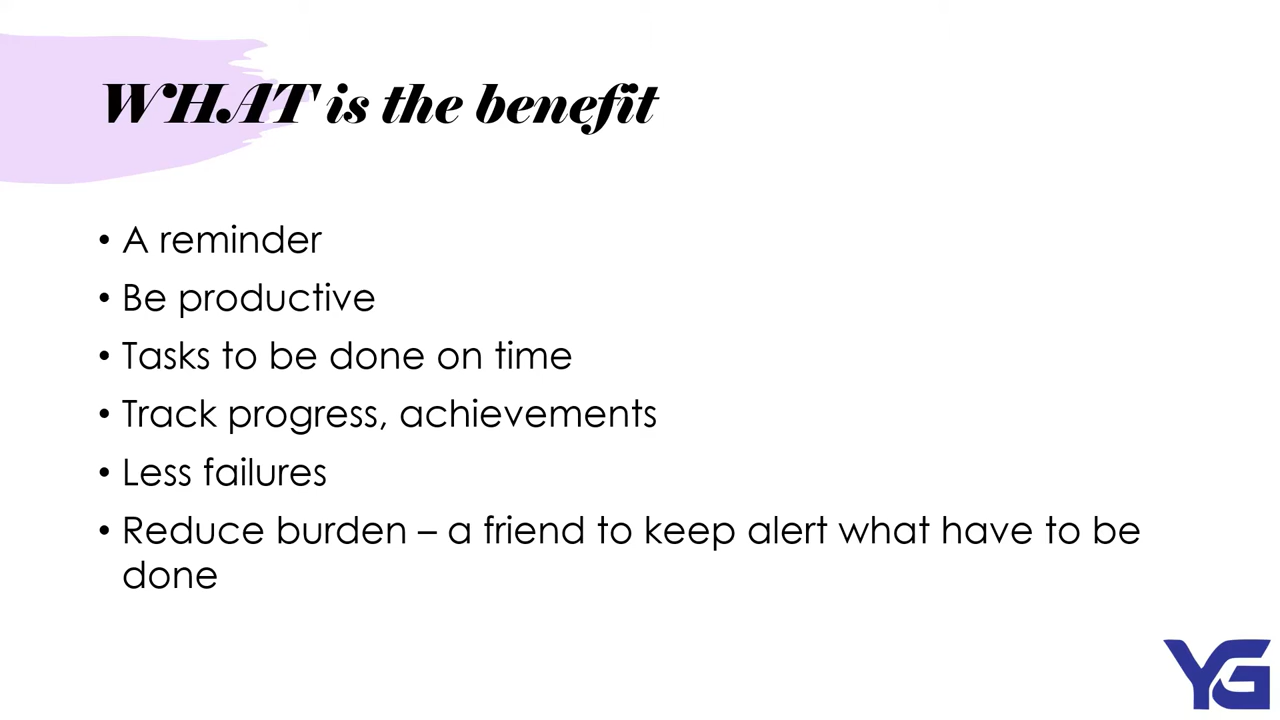 WHAT is the benefit
• A reminder
• Be productive
• Tasks to be done on time
• Track progress, achievements
• Less failures
• Reduce burden – a friend to keep alert what have to be
done
YG